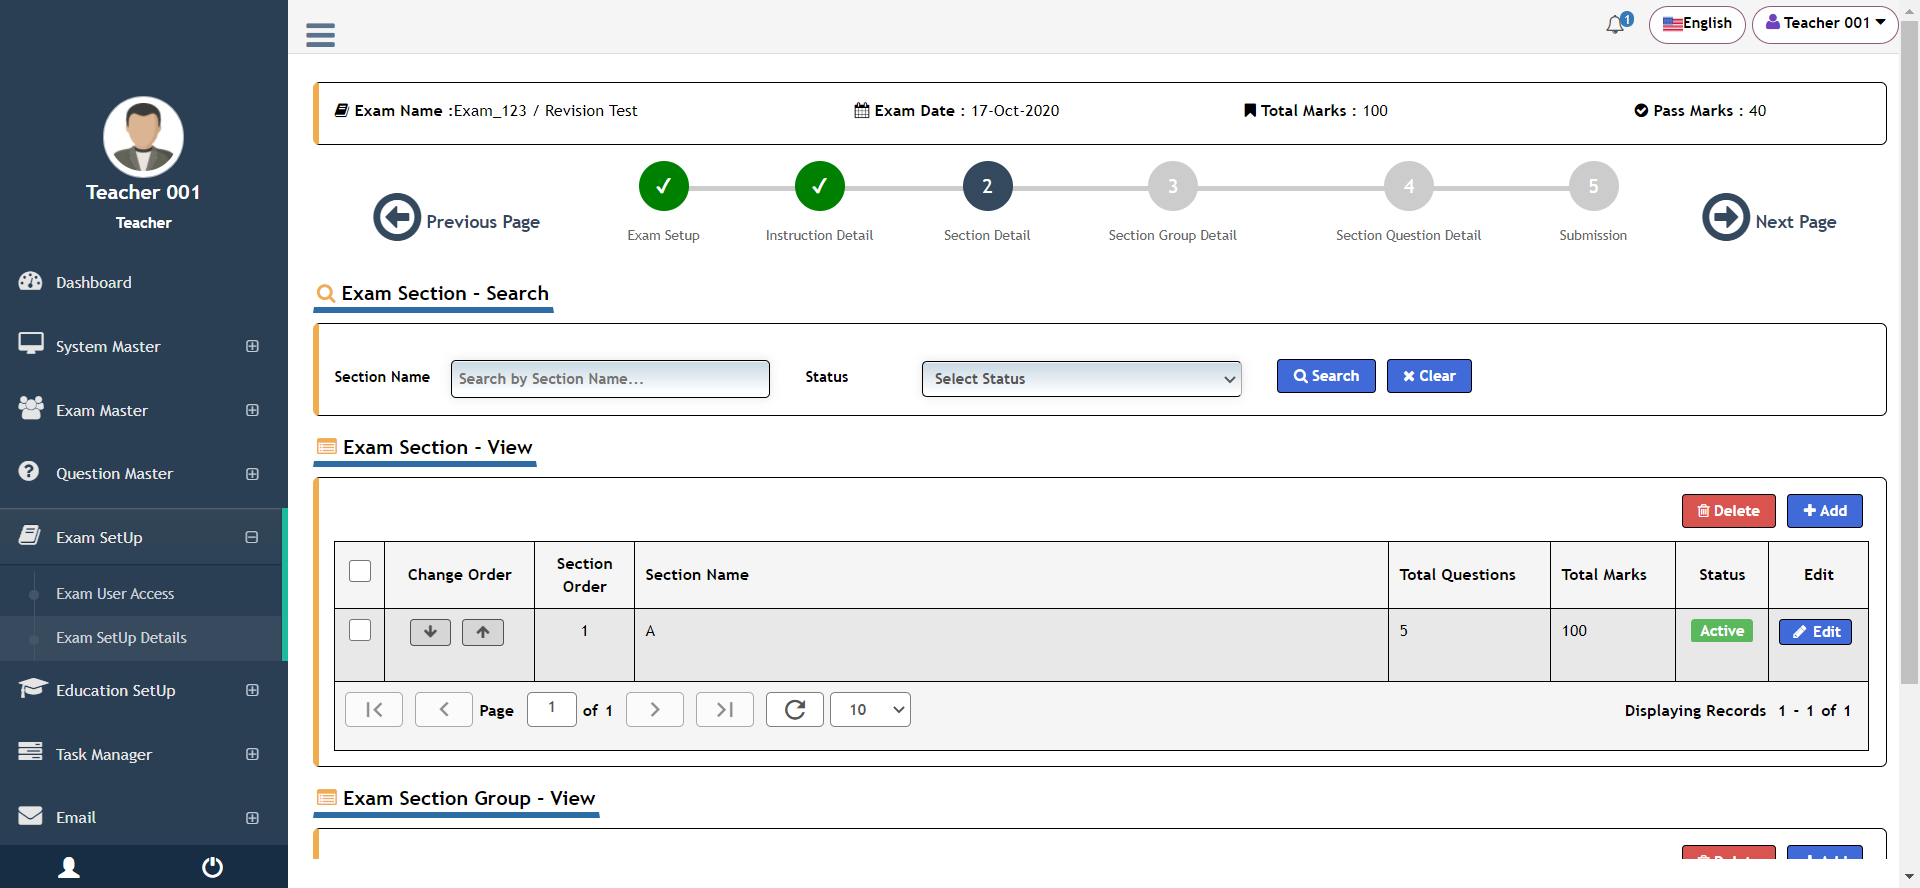 1
English
Teacher 001
Teacher 001
Teacher
Dashboard
System Master
Exam Master
Question Master
Exam SetUp
Exam User Access
Exam SetUp Details
Education SetUp
Task Manager
Email
Exam Name :Exam_123 / Revision Test
Exam Date : 17-Oct-2020
Total Marks : 100
Pass Marks : 40
Previous Page
Exam Setup
Instruction Detail
2
Section Detail
3
Section Group Detail
4
Section Question Detail
5
Submission
Next Page
Exam Section - Search
Section Name
Search by Section Name...
Status
Select Status
Search
Clear
Exam Section - View
Delete
Add
Change Order
Section Order
Section Name
Total Questions
Total Marks
Status
Edit
1
A
5
100
Active
Edit
Page 1 of 1
10
Displaying Records 1 - 1 of 1
Exam Section Group - View